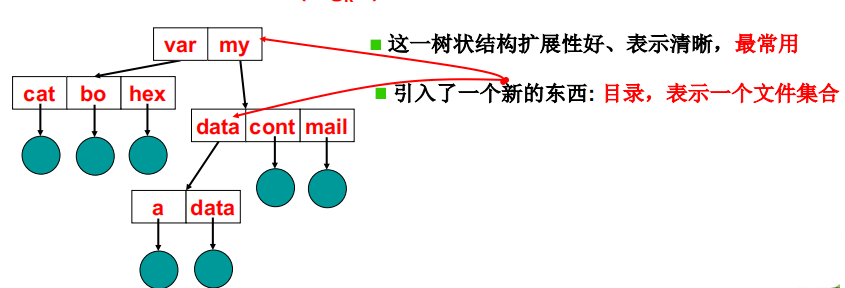 var my
■ 这一树状结构扩展性好、表示清晰，最常用
cat bo hex
■ 引入了一个新的东西: 目录，表示一个文件集合
data cont mail
a data